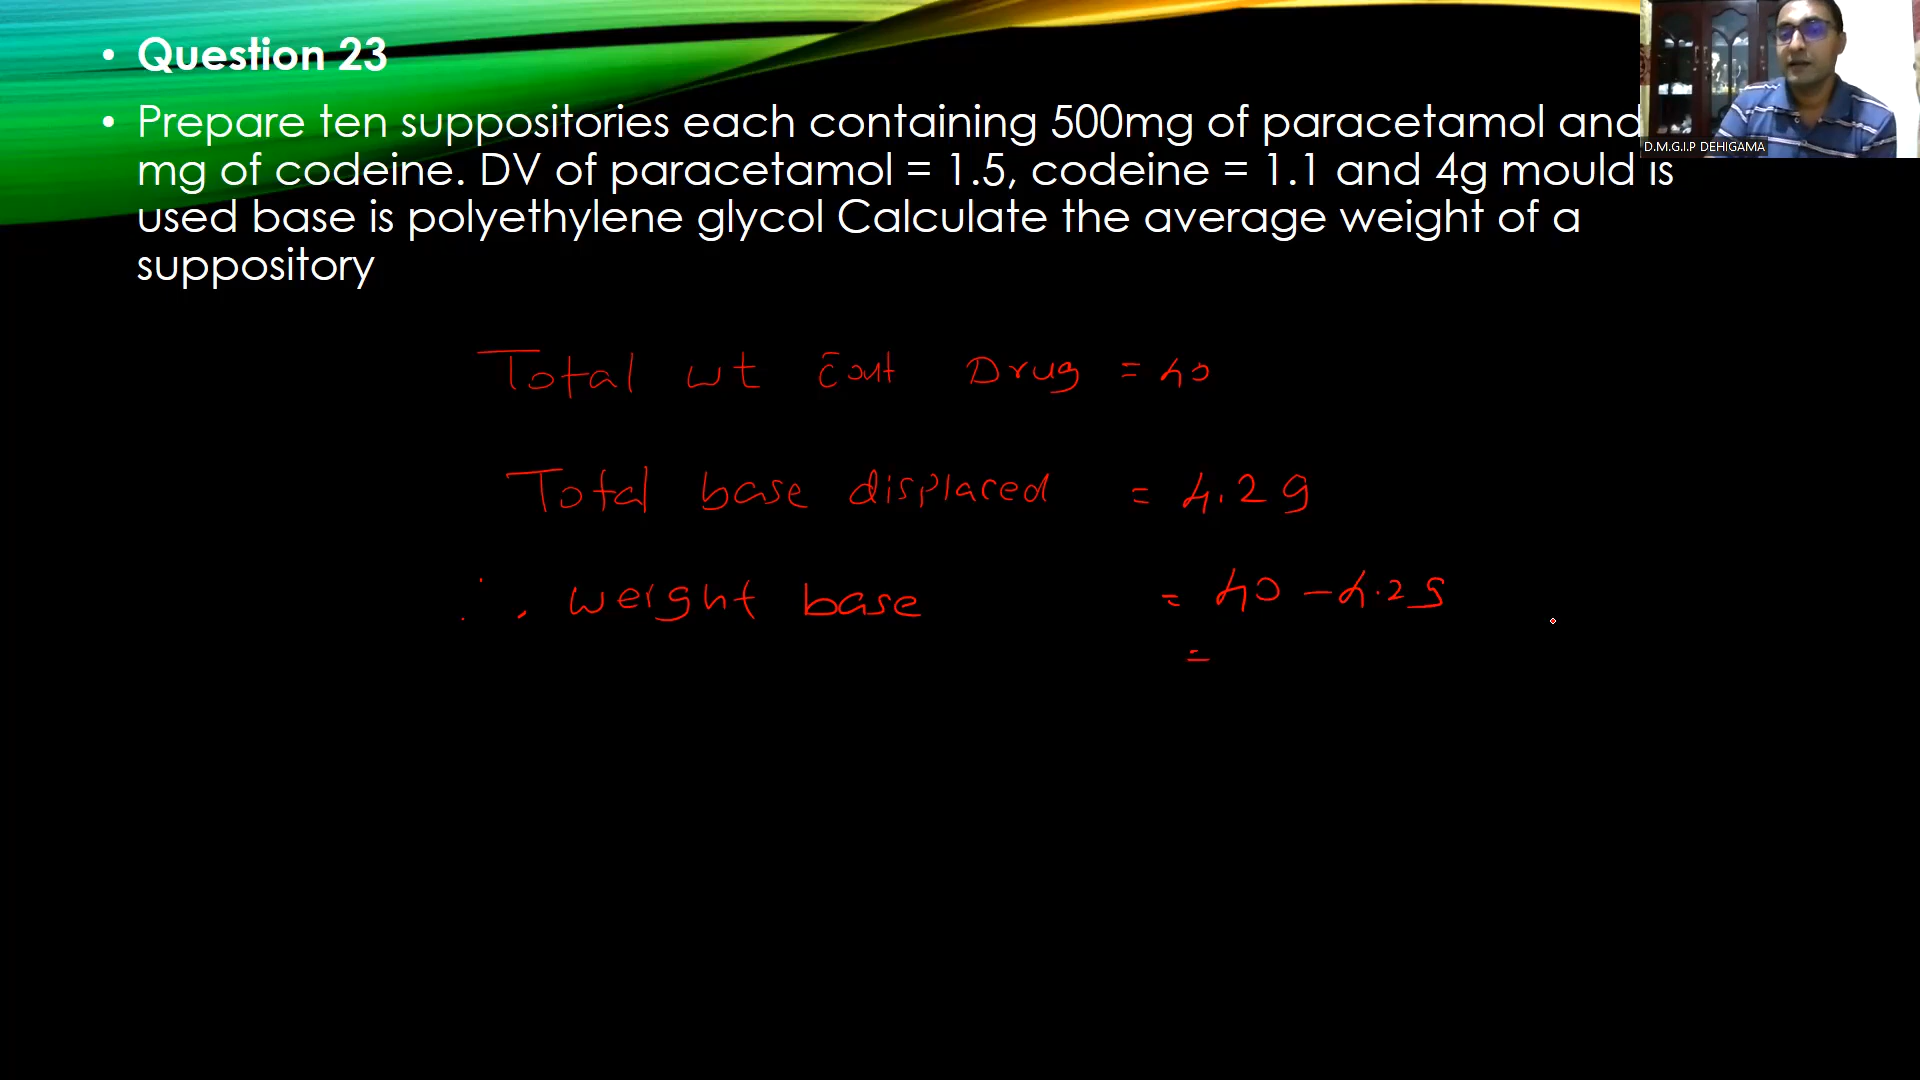 • Question 23
• Prepare ten suppositories each containing 500mg of paracetamol and
mg of codeine. DV of paracetamol = 1.5, codeine = 1.1 and 4g mould is
used base is polyethylene glycol Calculate the average weight of a
suppository
D.M.G.I.P DEHIGAMA
Total wt Drug = 40
Total base displaced = 4.2 g
∴ weight base = 40 - 4.2g
=